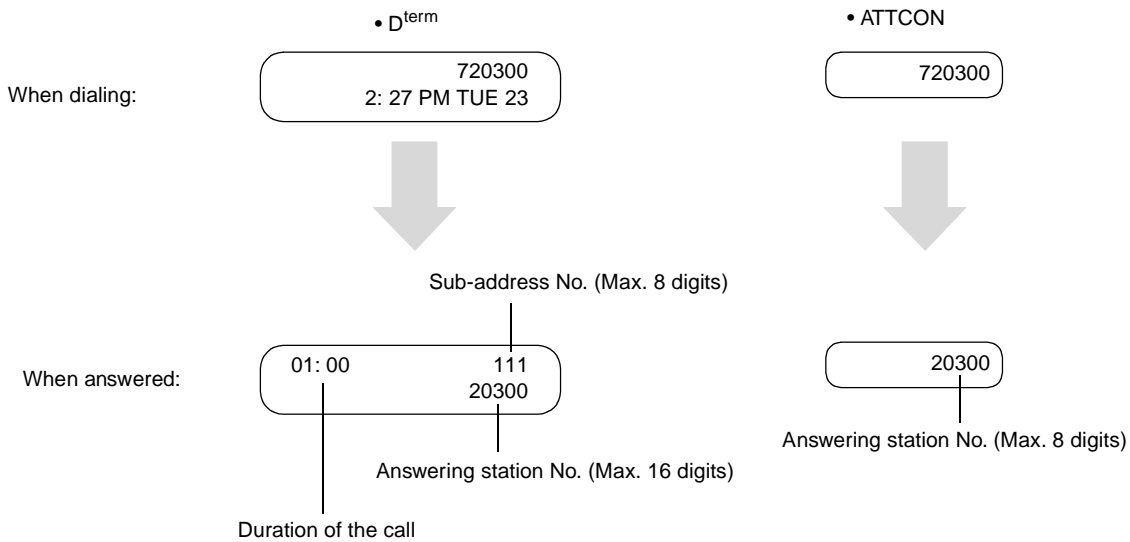 • Dterm
• ATTCON
When dialing:
720300
2: 27 PM TUE 23
720300
Sub-address No. (Max. 8 digits)
When answered:
01: 00 111
20300
20300
Answering station No. (Max. 16 digits)
Answering station No. (Max. 8 digits)
Duration of the call